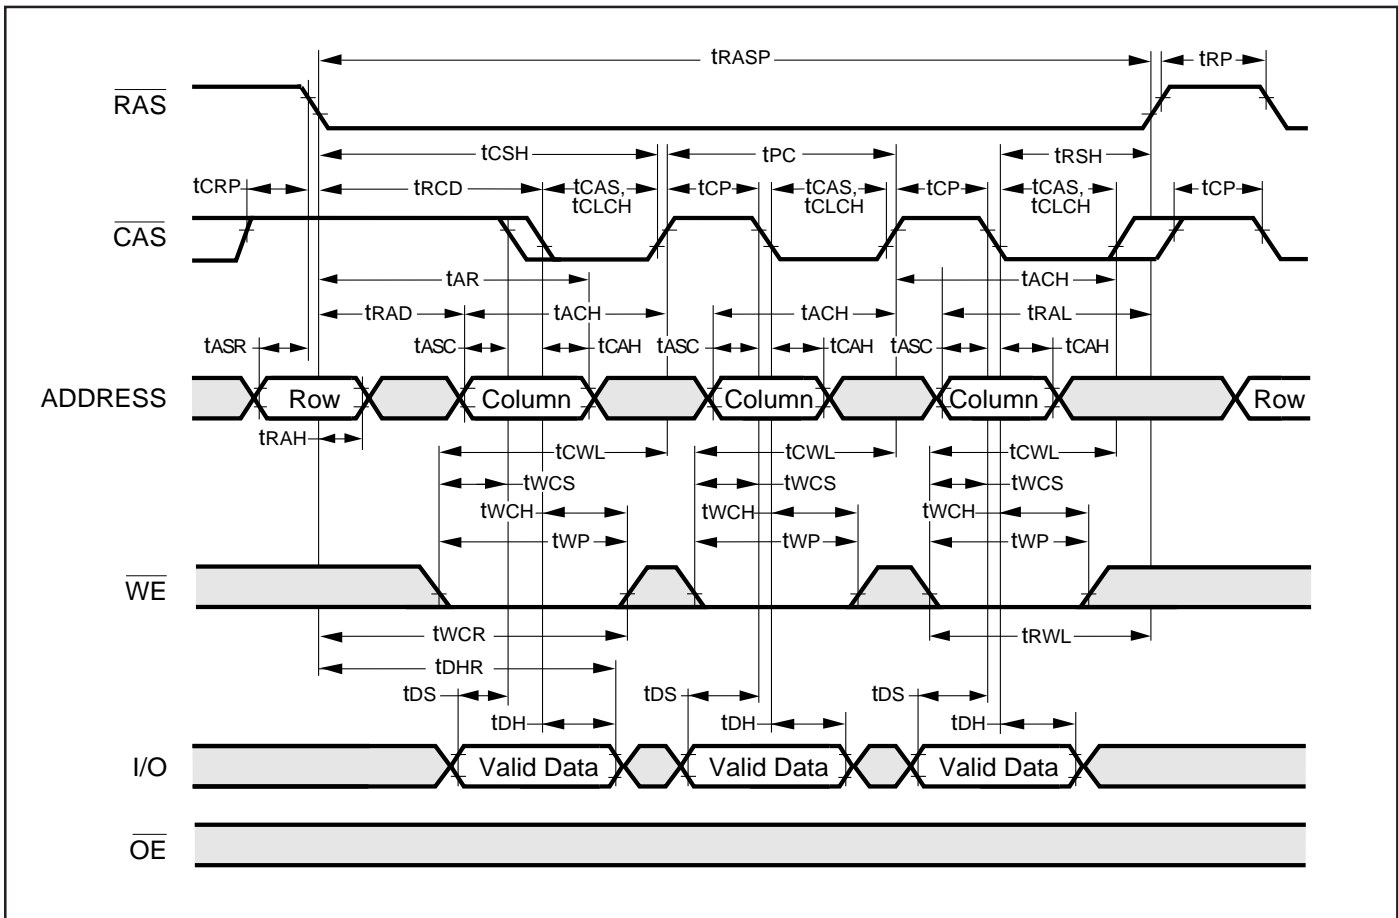 tRASP
tRP
RAS
tCSH
tPC
tRSH
tCRP
tRCD
tCAS,
tCLCH
tCP
tCAS,
tCLCH
tCP
tCAS,
tCLCH
tCP
CAS
tAR
tACH
tRAD
tACH
tACH
tRAL
tASR
tASC
tCAH
tASC
tCAH
tASC
tCAH
ADDRESS
Row
Column
Column
Column
Row
tRAH
tCWL
tCWL
tCWL
tWCS
tWCS
tWCS
tWCH
tWCH
tWCH
tWP
tWP
tWP
WE
tWCR
tRWL
tDHR
tDS
tDS
tDS
tDH
tDH
tDH
I/O
Valid Data
Valid Data
Valid Data
OE